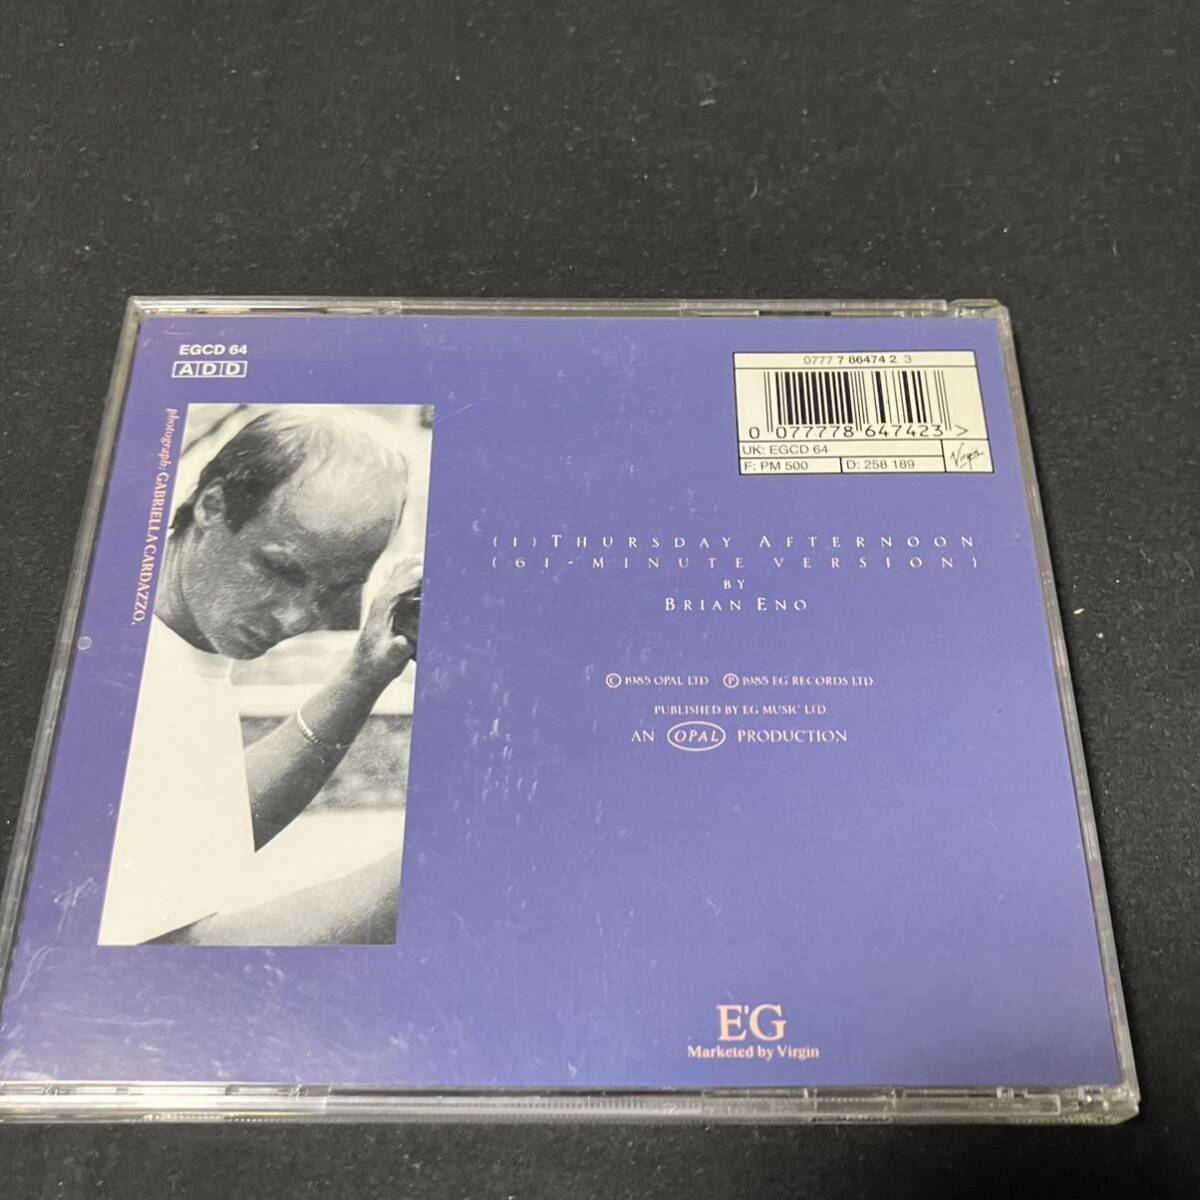 EGCD 64
ADD
photograph: GABRIELLA CARDAZZO.
0777 7 86474 2 3
0 077778 647423 >
UK: EGCD 64
F: PM 500
D: 258 189
Virgin
(1) THURSDAY AFTERNOON
(61-MINUTE VERSION)
BY
BRIAN ENO
© 1985 OPAL LTD ℗ 1985 EG RECORDS LTD.
PUBLISHED BY EG MUSIC LTD.
AN OPAL PRODUCTION
E'G
Marketed by Virgin